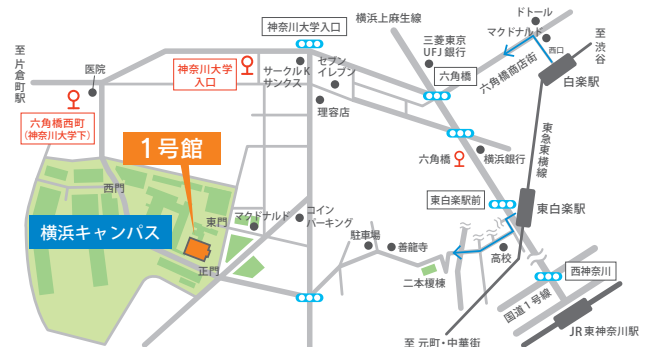 神奈川大学入口
横浜上麻生線
ドトール
マクドナルド
至
渋
谷
西口
三菱東京
UFJ 銀行
至
片
倉
町
駅
医院
神奈川大学
入口
サークルK
サンクス
セブン
イレブン
六角橋
六角橋商店街
白楽駅
理容店
六角橋西町
（神奈川大学下）
1号館
六角橋
横浜銀行
東急東横線
西門
東白楽駅前
東白楽駅
横浜キャンパス
東門
マクドナルド
コイン
パーキング
駐車場
善龍寺
高校
正門
二本榎棟
西神奈川
国道1号線
JR東神奈川駅
至 元町・中華街